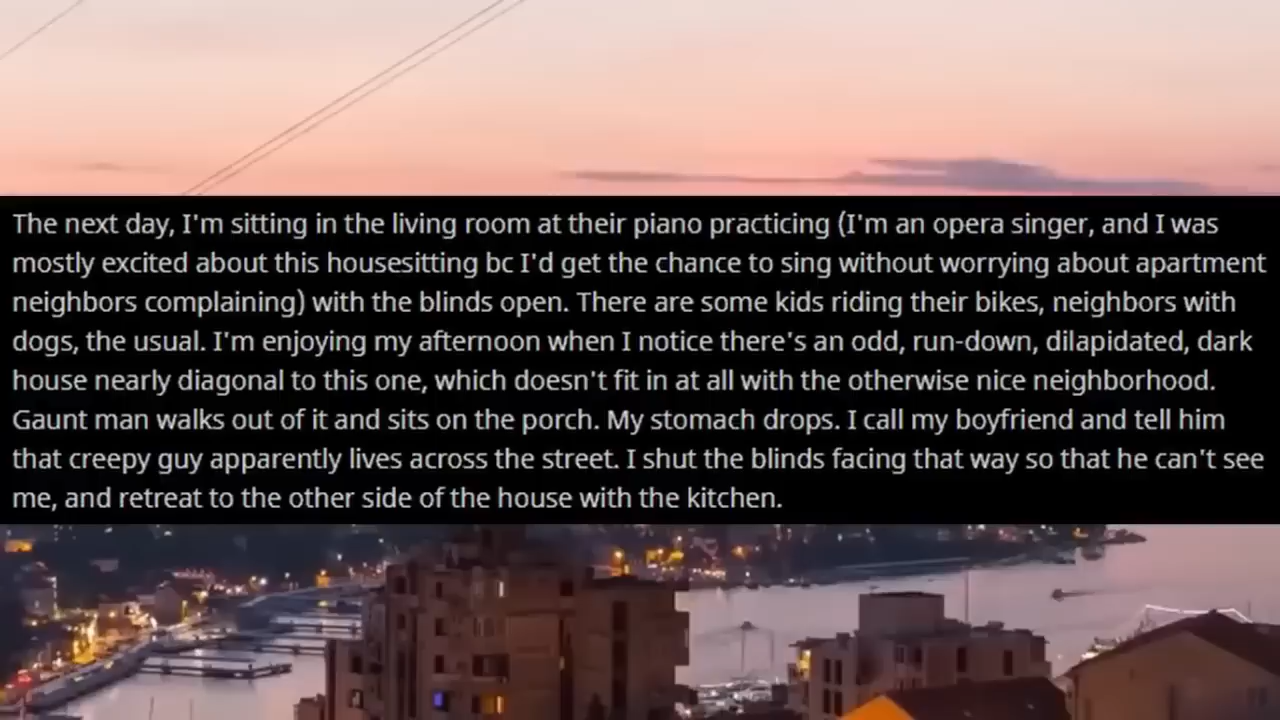 The next day, I'm sitting in the living room at their piano practicing (I'm an opera singer, and I was
mostly excited about this housesitting bc I'd get the chance to sing without worrying about apartment
neighbors complaining) with the blinds open. There are some kids riding their bikes, neighbors with
dogs, the usual. I'm enjoying my afternoon when I notice there's an odd, run-down, dilapidated, dark
house nearly diagonal to this one, which doesn't fit in at all with the otherwise nice neighborhood.
Gaunt man walks out of it and sits on the porch. My stomach drops. I call my boyfriend and tell him
that creepy guy apparently lives across the street. I shut the blinds facing that way so that he can't see
me, and retreat to the other side of the house with the kitchen.